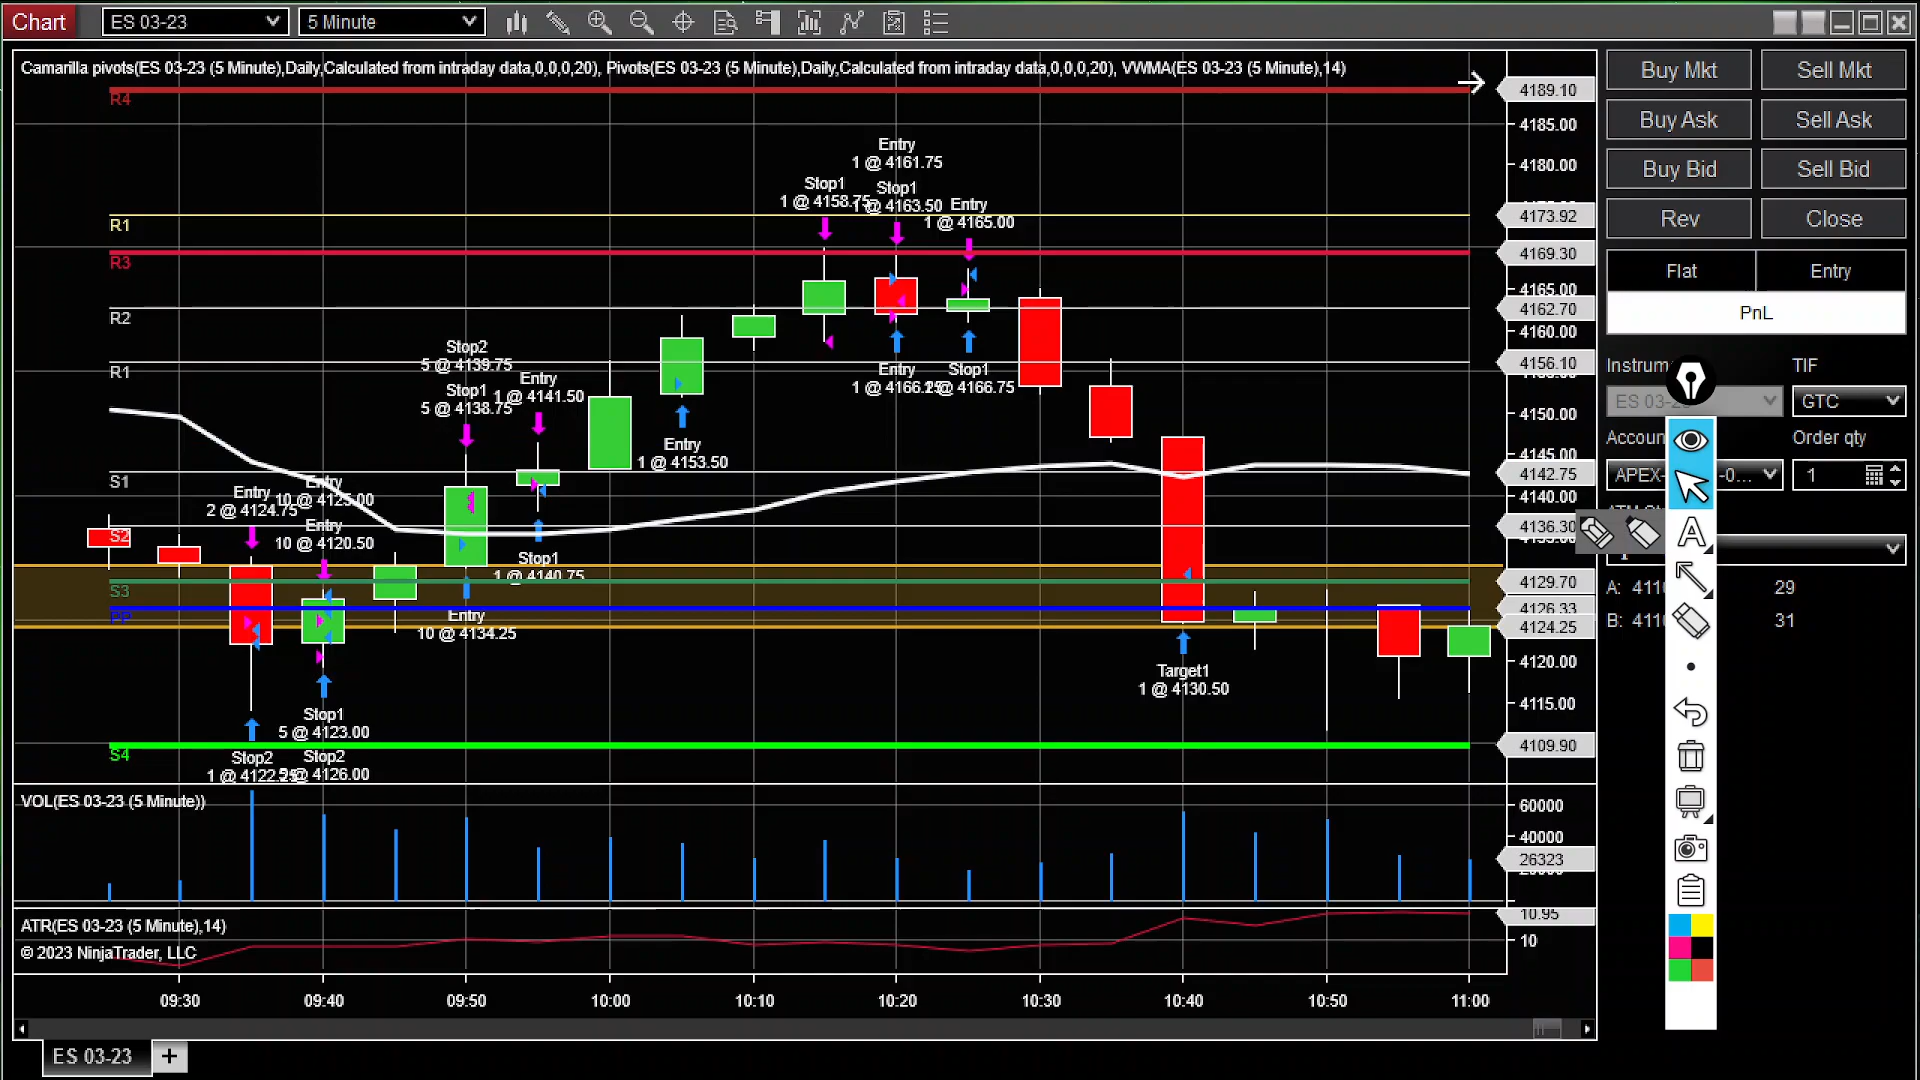 Chart
ES 03-23
5 Minute
Camarilla pivots(ES 03-23 (5 Minute),Daily,Calculated from intraday data,0,0,0,20), Pivots(ES 03-23 (5 Minute),Daily,Calculated from intraday data,0,0,0,20), VWMA(ES 03-23 (5 Minute),14)
R4
R1
R3
R2
R1
S1
S2
S3
PP
S4
Entry
2 @ 4124.75
Entry
10 @ 4125.00
Entry
10 @ 4120.50
Stop2
5 @ 4139.75
Stop1
5 @ 4138.75
Entry
1 @ 4141.50
Stop1
1 @ 4158.75
Entry
1 @ 4161.75
Stop1
1 @ 4163.50
Entry
1 @ 4165.00
Entry
1 @ 4166.25
Stop1
1 @ 4166.75
Entry
1 @ 4153.50
Stop1
1 @ 4140.75
Entry
10 @ 4134.25
Target1
1 @ 4130.50
Stop1
5 @ 4123.00
Stop2
1 @ 4122.25
Stop2
5 @ 4126.00
4189.10
4185.00
4180.00
4173.92
4169.30
4165.00
4162.70
4160.00
4156.10
4150.00
4145.00
4142.75
4140.00
4136.30
4129.70
4126.33
4124.25
4120.00
4115.00
4109.90
VOL(ES 03-23 (5 Minute))
60000
40000
26323
ATR(ES 03-23 (5 Minute),14)
10.95
10
© 2023 NinjaTrader, LLC
09:30 09:40 09:50 10:00 10:10 10:20 10:30 10:40 10:50 11:00
ES 03-23
+
Buy Mkt Sell Mkt
Buy Ask Sell Ask
Buy Bid Sell Bid
Rev Close
Flat Entry
PnL
TIF
ES 03-23
GTC
Order qty
APEX- -0...
1
A
A: 29
B: 31